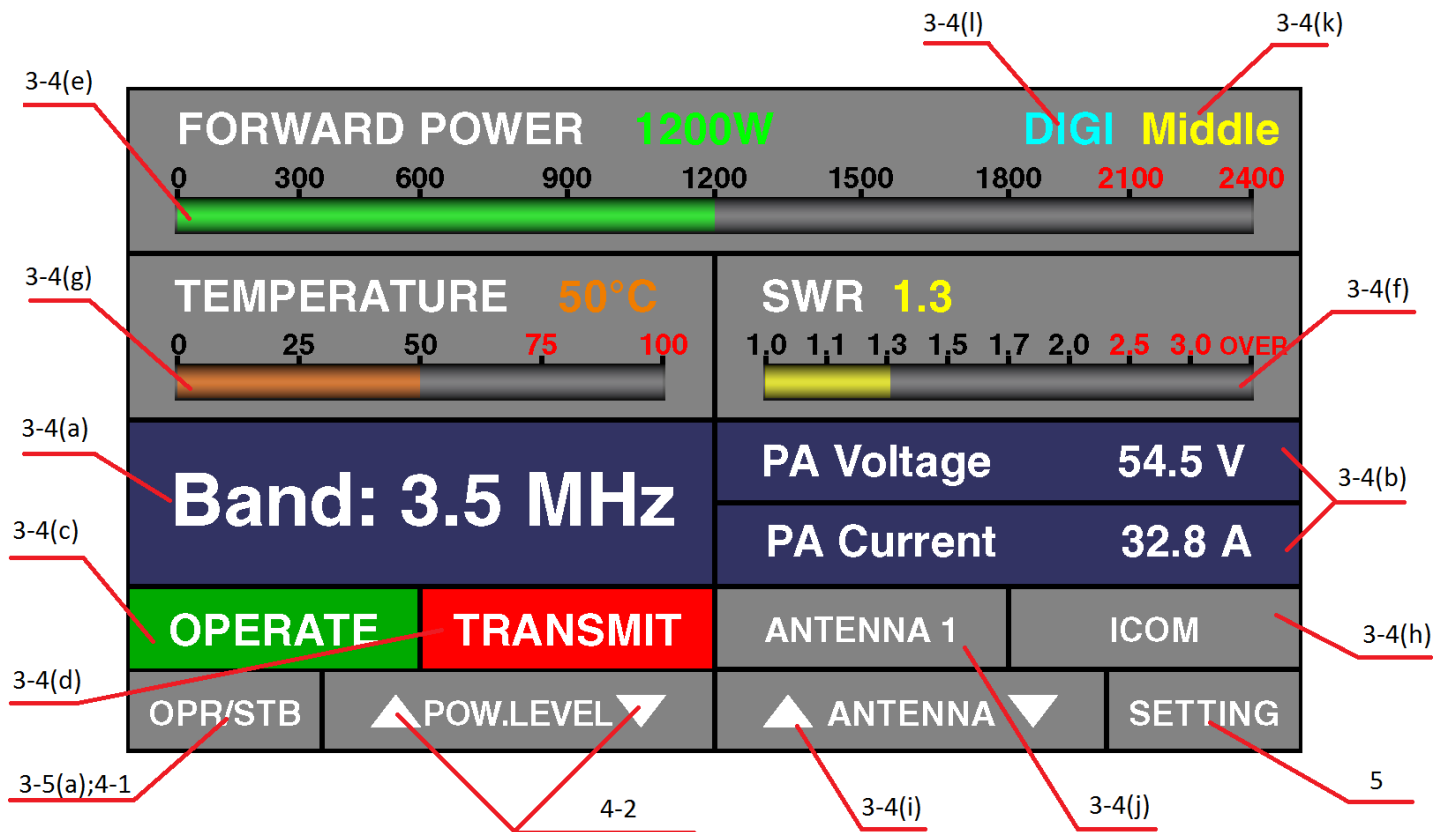 3-4(l) 3-4(k)
3-4(e)
FORWARD POWER 1200W DIGI Middle
0 300 600 900 1200 1500 1800 2100 2400
3-4(g)
TEMPERATURE 50°C
0 25 50 75 100
SWR 1.3
1.0 1.1 1.3 1.5 1.7 2.0 2.5 3.0 OVER
3-4(f)
3-4(a)
Band: 3.5 MHz
PA Voltage 54.5 V
PA Current 32.8 A
3-4(b)
3-4(c)
OPERATE TRANSMIT ANTENNA 1 ICOM
3-4(h)
3-4(d)
OPR/STB POW.LEVEL ANTENNA SETTING
3-5(a);4-1 4-2 3-4(i) 3-4(j) 5